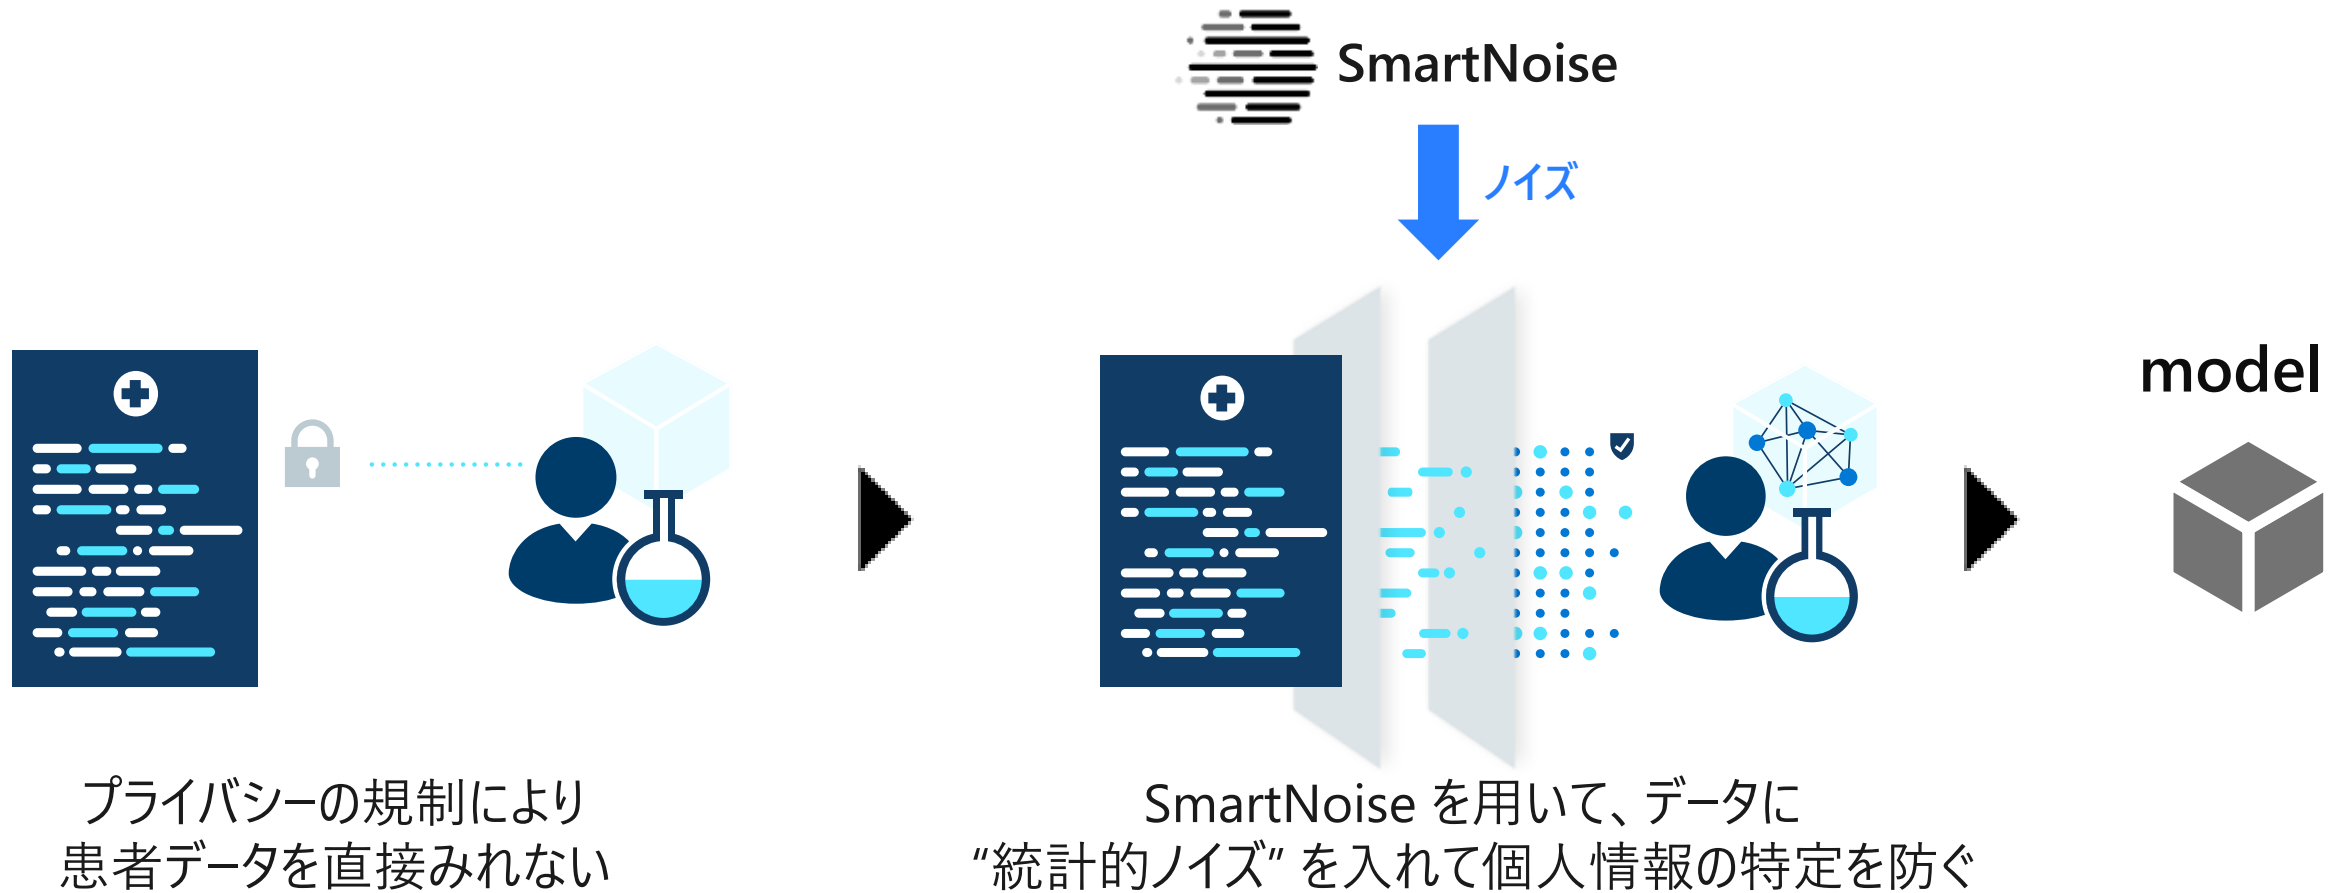 SmartNoise
ノイズ
model
プライバシーの規制により
患者データを直接みれない
SmartNoise を用いて、データに
“統計的ノイズ” を入れて個人情報の特定を防ぐ